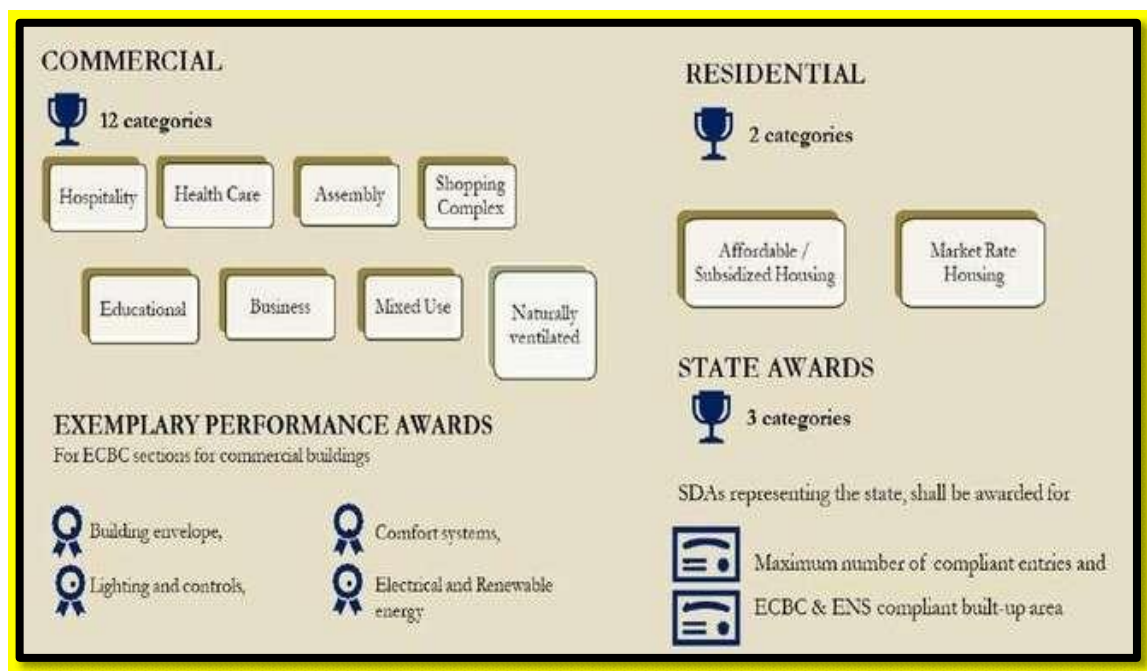 COMMERCIAL
12 categories
Hospitality
Health Care
Assembly
Shopping
Complex
Educational
Business
Mixed Use
Naturally
ventilated
EXEMPLARY PERFORMANCE AWARDS
For ECBC sections for commercial buildings
Building envelope,
Comfort systems,
Lighting and controls,
Electrical and Renewable
energy
RESIDENTIAL
2 categories
Affordable /
Subsidized Housing
Market Rate
Housing
STATE AWARDS
3 categories
SDAs representing the state, shall be awarded for
Maximum number of compliant entries and
ECBC & ENS compliant built-up area